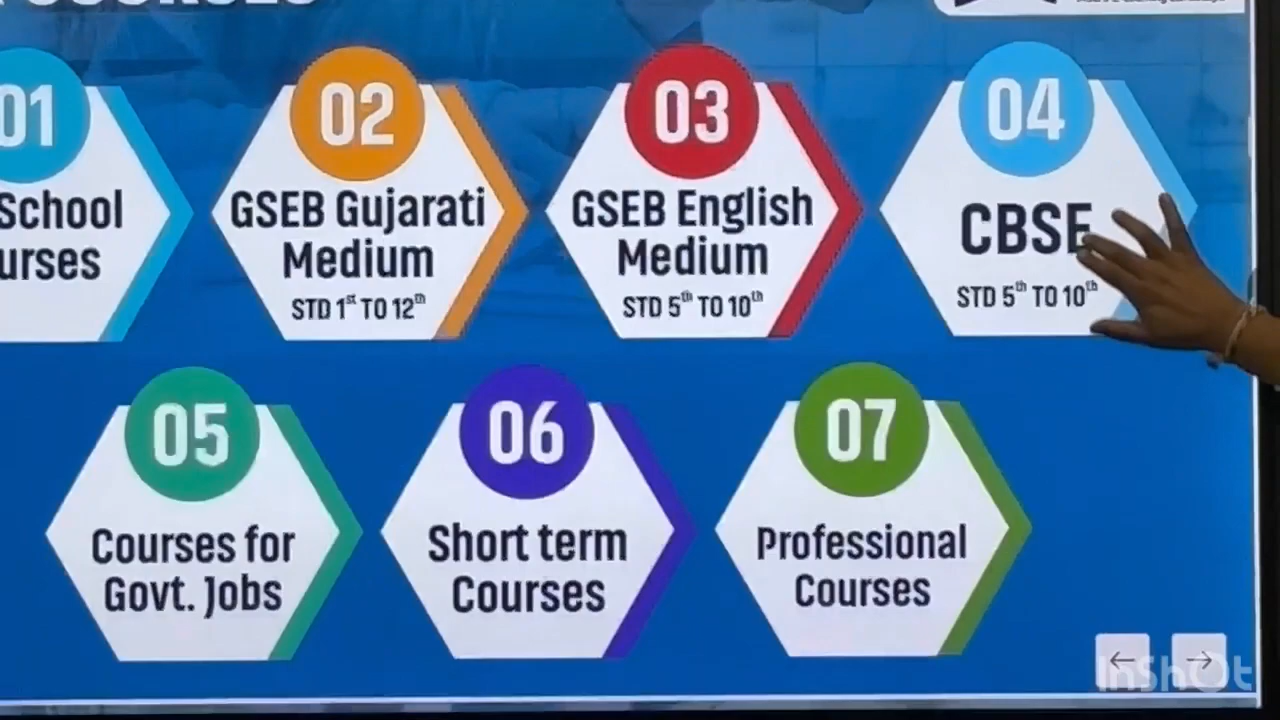 COURSES
01
School
urses
02
GSEB Gujarati
Medium
STD 1st TO 12th
03
GSEB English
Medium
STD 5th TO 10th
04
CBSE
STD 5th TO 10th
05
Courses for
Govt. Jobs
06
Short term
Courses
07
Professional
Courses
InShOt